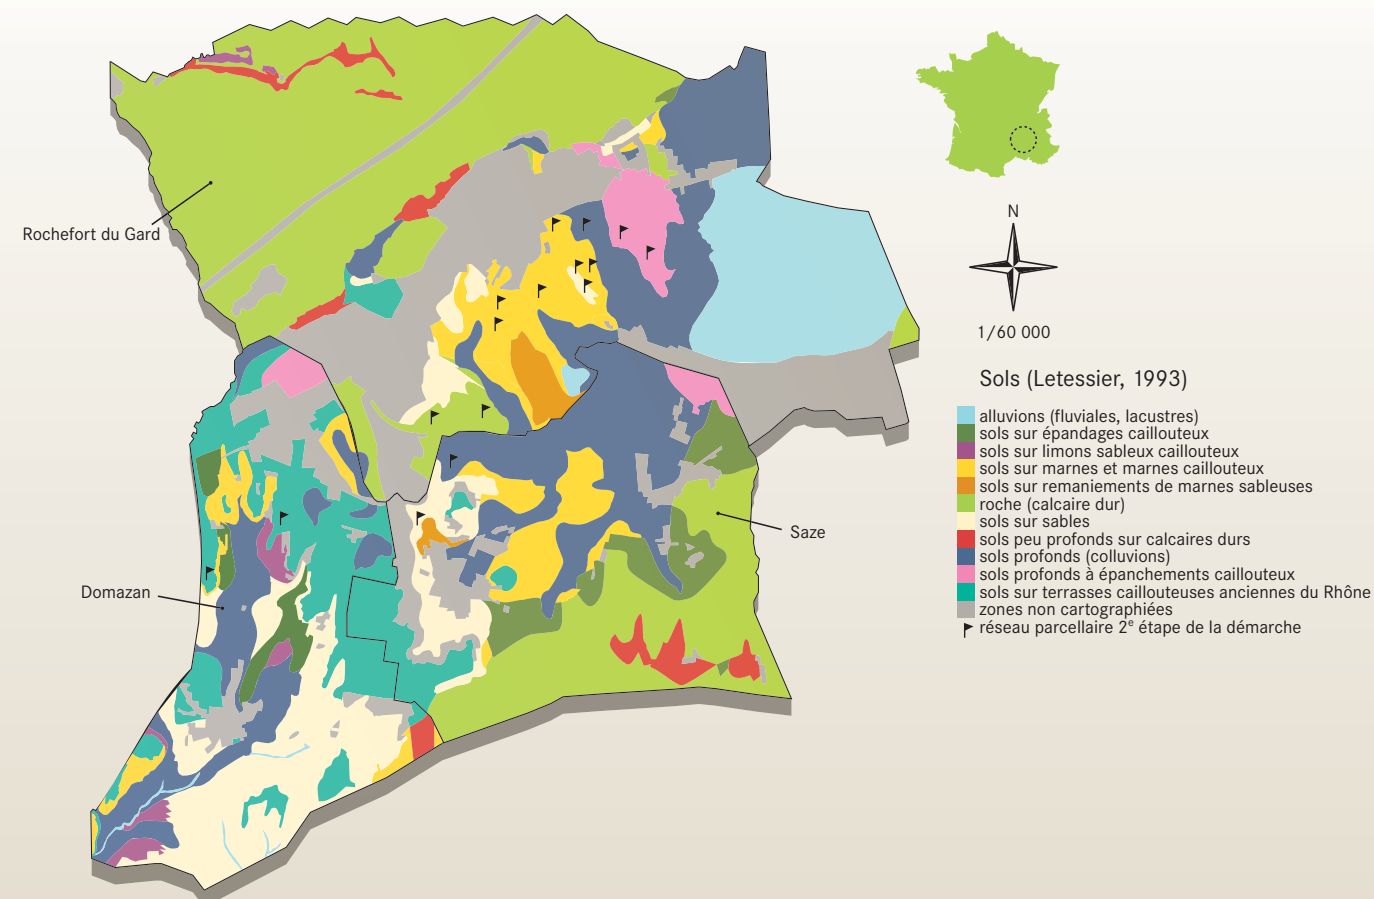 Rochefort du Gard
N
1/60 000
Sols (Letessier, 1993)
alluvions (fluviales, lacustres)
sols sur épandages caillouteux
sols sur limons sableux caillouteux
sols sur marnes et marnes caillouteux
sols sur remaniements de marnes sableuses
roche (calcaire dur)
sols sur sables
sols peu profonds sur calcaires durs
sols profonds (colluvions)
sols profonds à épanchements caillouteux
sols sur terrasses caillouteuses anciennes du Rhône
zones non cartographiées
réseau parcellaire 2e étape de la démarche
Saze
Domazan